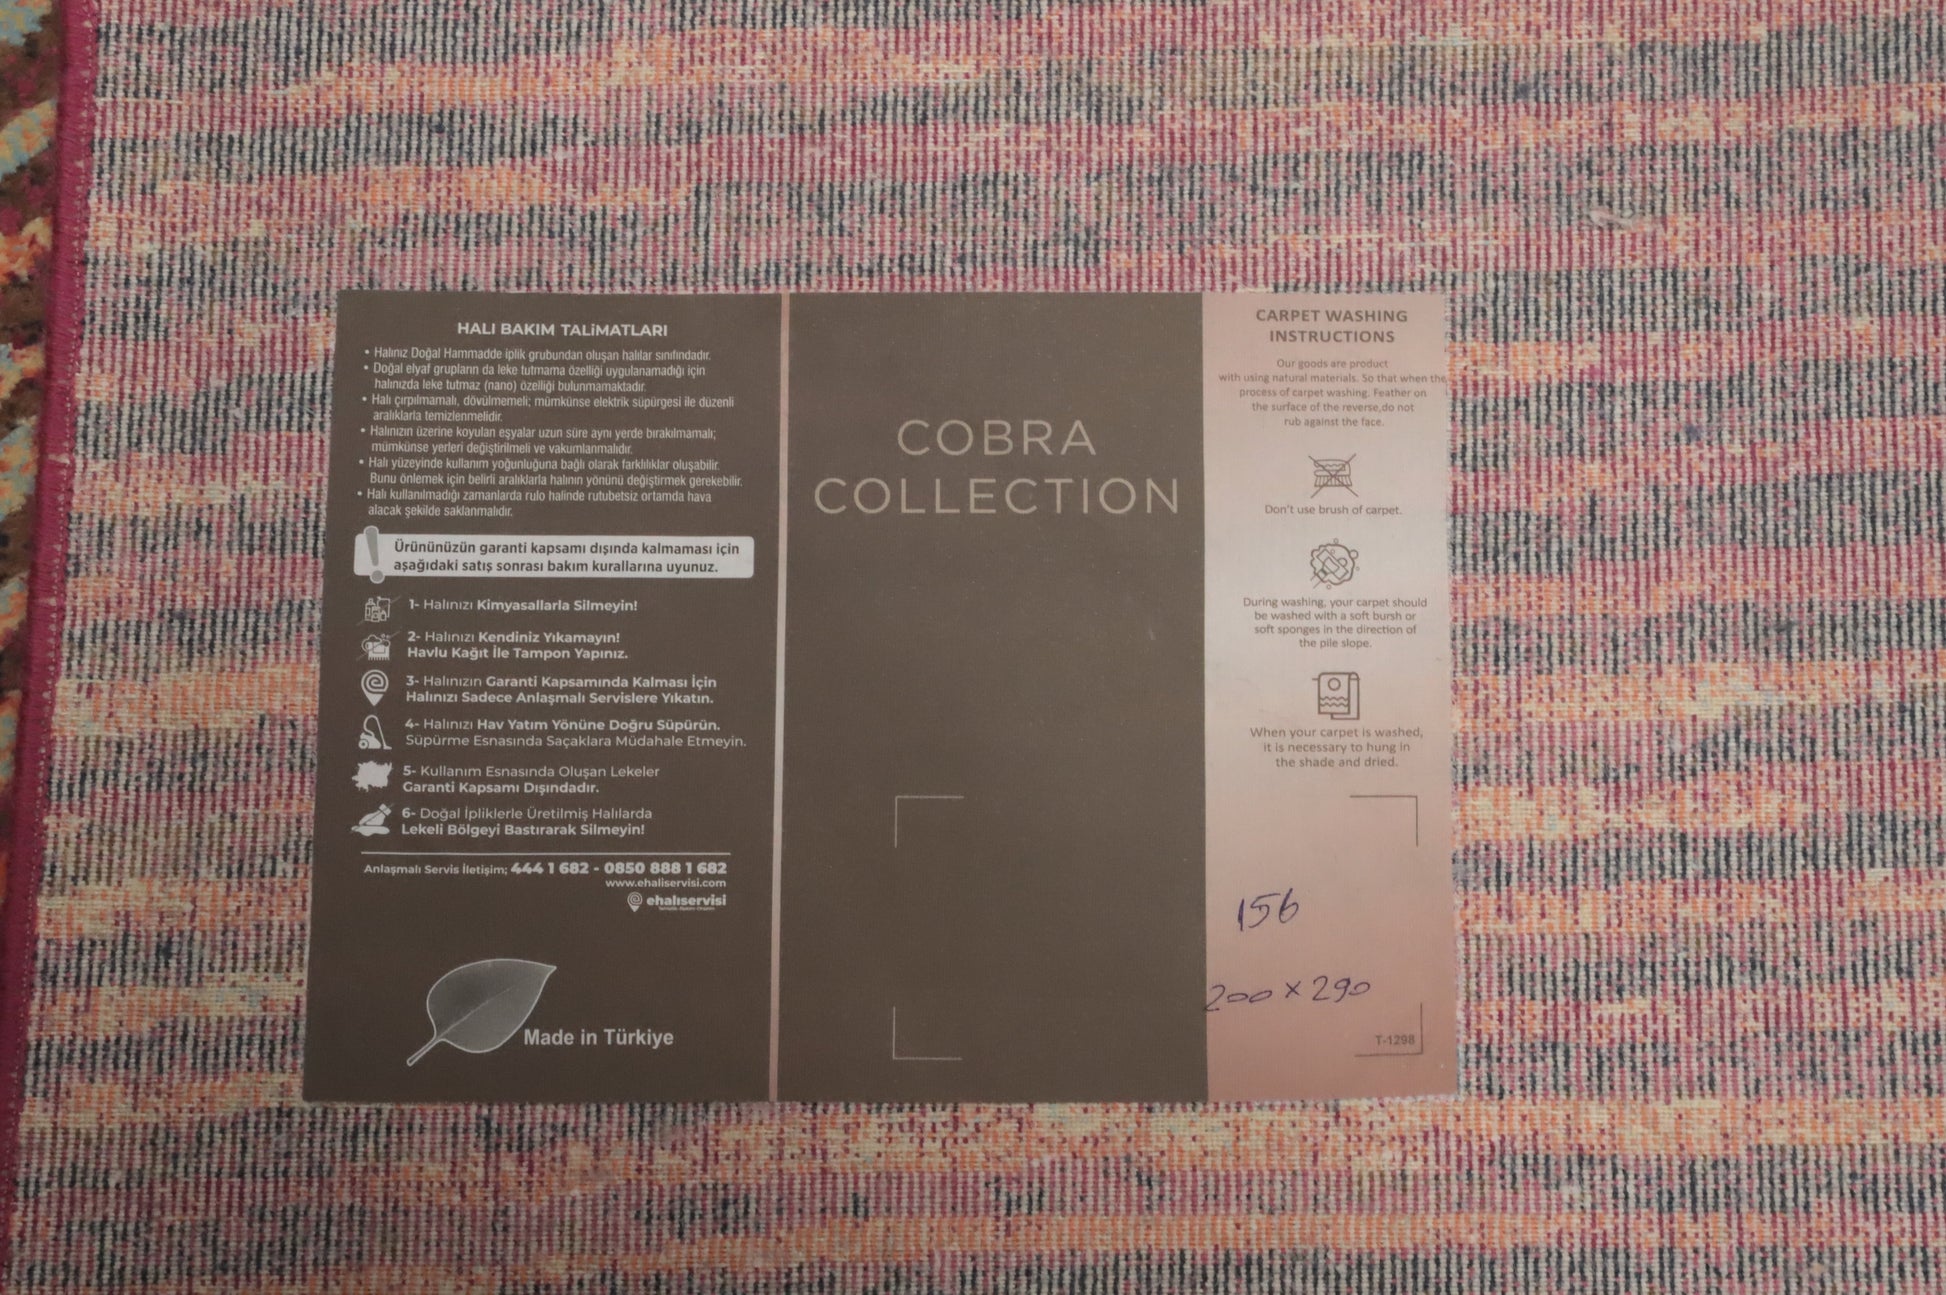 HALI BAKIM TALiMATLARI
• Halınız Doğal Hammadde iplik grubundan oluşan halılar sınıfındadır.
• Doğal elyaf grupların da leke tutmama özelliği uygulanamadığı için
halınızda leke tutmaz (nano) özelliği bulunmamaktadır.
• Halı çırpılmamalı, dövülmemeli; mümkünse elektrik süpürgesi ile düzenli
aralıklarla temizlenmelidir.
• Halınızın üzerine koyulan eşyalar uzun süre aynı yerde bırakılmamalı;
mümkünse yerleri değiştirilmeli ve vakumlanmalıdır.
• Halı yüzeyinde kullanım yoğunluğuna bağlı olarak farklılıklar oluşabilir.
Bunu önlemek için belirli aralıklarla halının yönünü değiştirmek gerekebilir.
• Halı kullanılmadığı zamanlarda rulo halinde rutubetsiz ortamda hava
alacak şekilde saklanmalıdır.
Ürününüzün garanti kapsamı dışında kalmaması için
aşağıdaki satış sonrası bakım kurallarına uyunuz.
1- Halınızı Kimyasallarla Silmeyin!
2- Halınızı Kendiniz Yıkamayın!
Havlu Kağıt İle Tampon Yapınız.
3- Halınızın Garanti Kapsamında Kalması İçin
Halınızı Sadece Anlaşmalı Servislere Yıkatın.
4- Halınızı Hav Yatım Yönüne Doğru Süpürün.
Süpürme Esnasında Saçaklara Müdahale Etmeyin.
5- Kullanım Esnasında Oluşan Lekeler
Garanti Kapsamı Dışındadır.
6- Doğal İpliklerle Üretilmiş Halılarda
Lekeli Bölgeyi Bastırarak Silmeyin!
Anlaşmalı Servis İletişim; 444 1 682 - 0850 888 1 682
www.ehaliservisi.com
ehalıservisi
Made in Türkiye
COBRA
COLLECTION
CARPET WASHING
INSTRUCTIONS
Our goods are product
with using natural materials. So that when the
process of carpet washing. Feather on
the surface of the reverse,do not
rub against the face.
Don't use brush of carpet.
During washing, your carpet should
be washed with a soft bursh or
soft sponges in the direction of
the pile slope.
When your carpet is washed,
it is necessary to hung in
the shade and dried.
156
200 x 290
T-1298